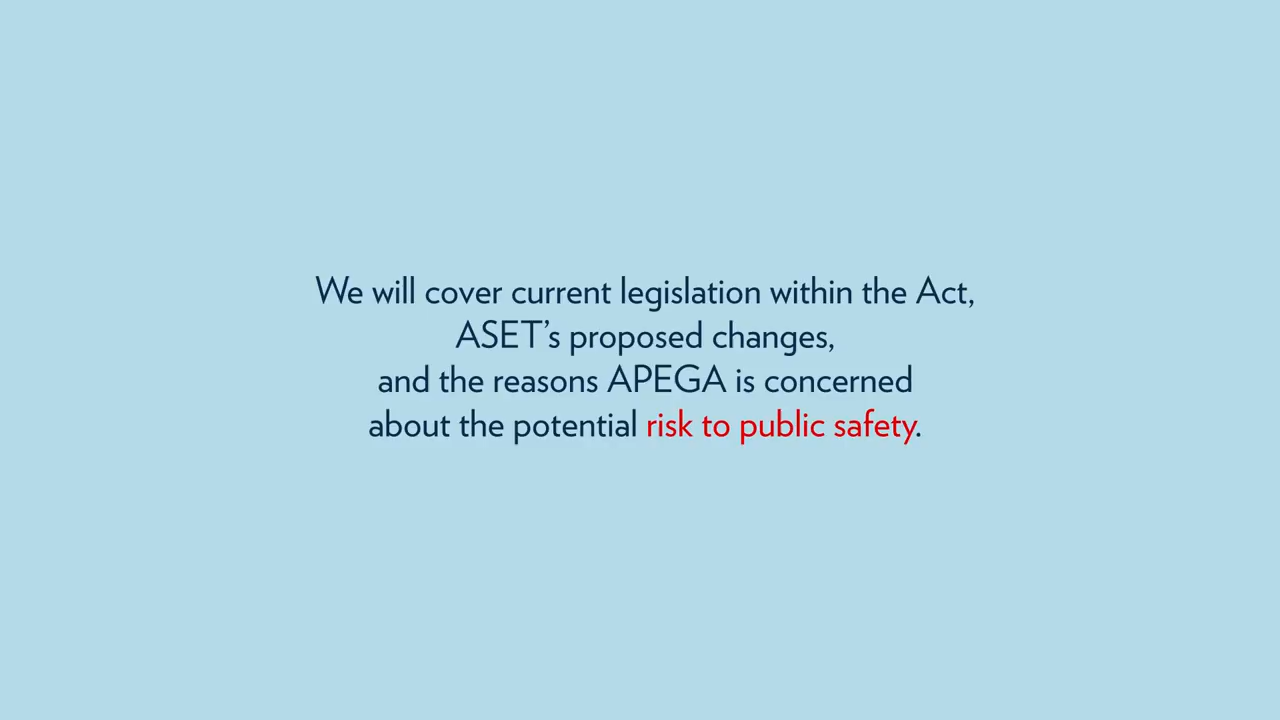 We will cover current legislation within the Act,
ASET’s proposed changes,
and the reasons APEGA is concerned
about the potential risk to public safety.